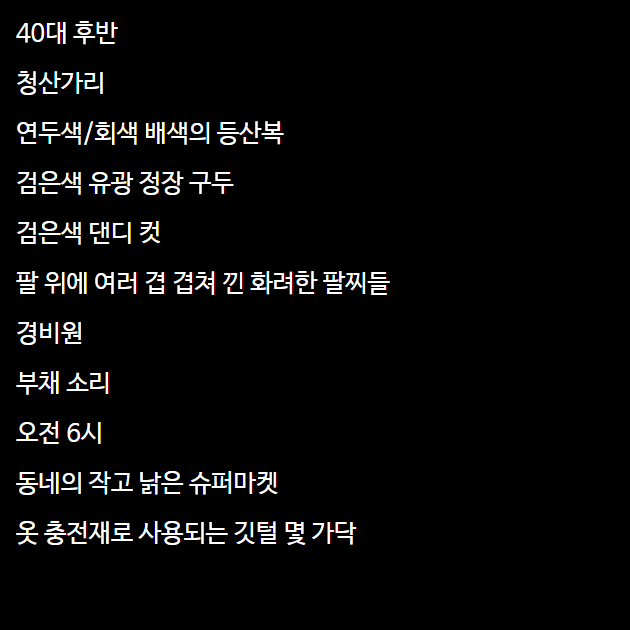 40대 후반
청산가리
연두색/회색 배색의 등산복
검은색 유광 정장 구두
검은색 댄디 컷
팔 위에 여러 겹 겹쳐 낀 화려한 팔찌들
경비원
부채 소리
오전 6시
동네의 작고 낡은 슈퍼마켓
옷 충전재로 사용되는 깃털 몇 가닥